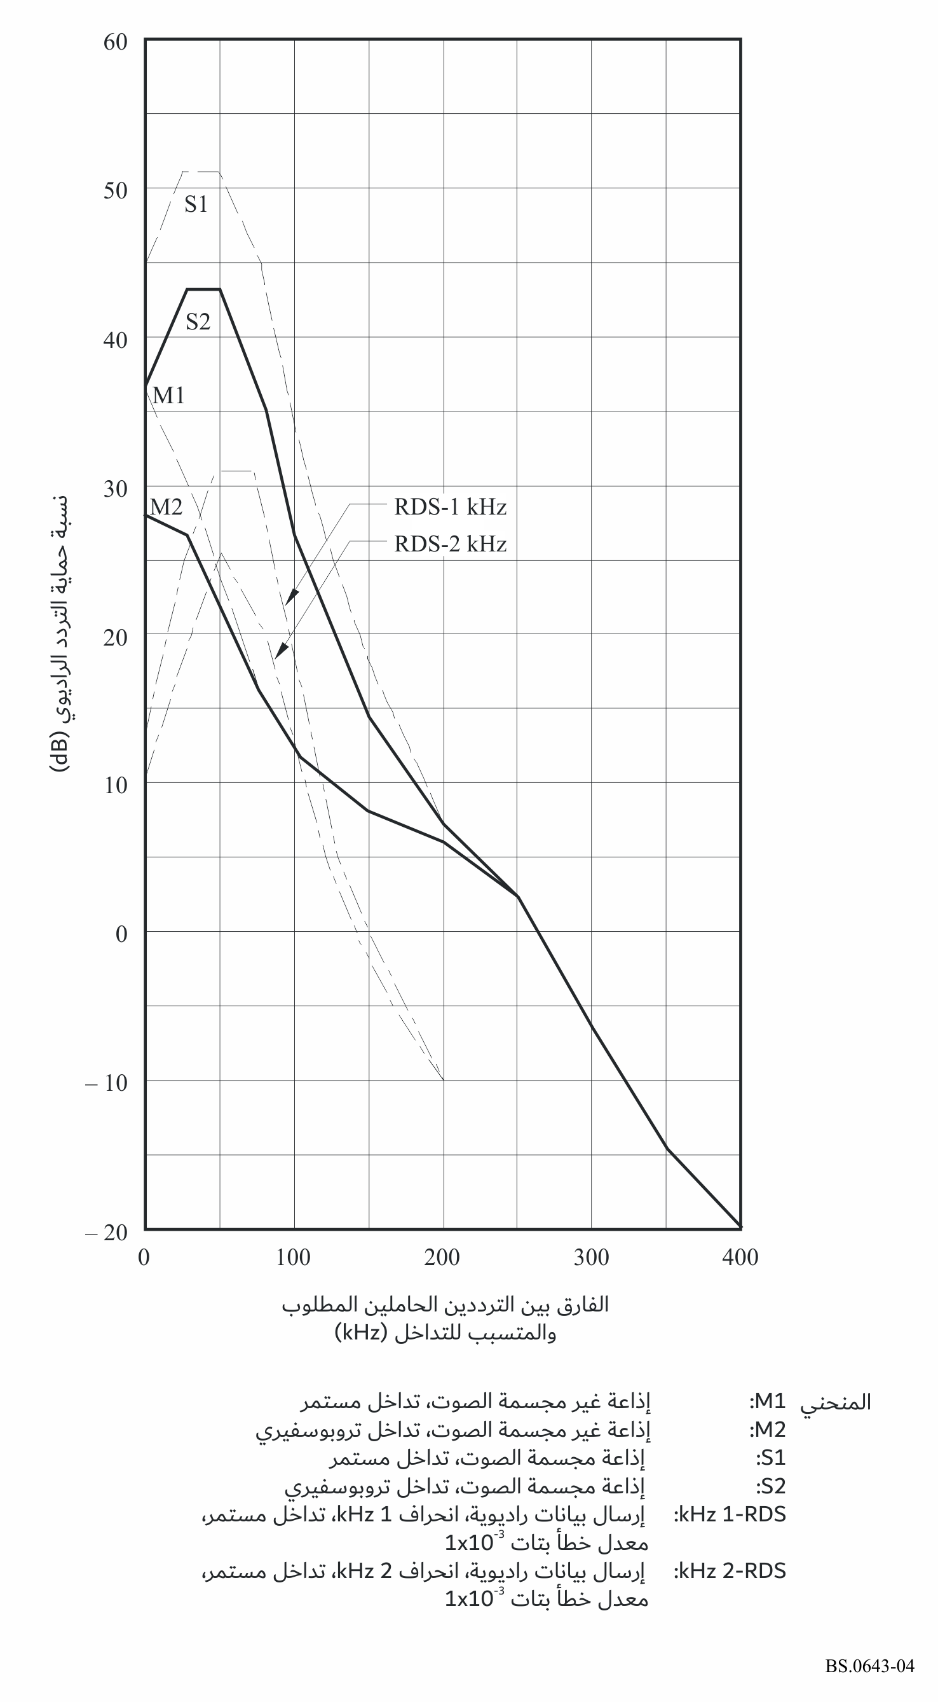 60
50
40
30
20
10
0
– 10
– 20
0
100
200
300
400
S1
S2
M1
M2
RDS-1 kHz
RDS-2 kHz
نسبة حماية التردد الراديوي (dB)
الفارق بين الترددين الحاملين المطلوب
والمتسبب للتداخل (kHz)
المنحني M1: إذاعة غير مجسمة الصوت، تداخل مستمر
M2: إذاعة غير مجسمة الصوت، تداخل تروبوسفيري
S1: إذاعة مجسمة الصوت، تداخل مستمر
S2: إذاعة مجسمة الصوت، تداخل تروبوسفيري
kHz 1-RDS: إرسال بيانات راديوية، انحراف kHz 1، تداخل مستمر،
معدل خطأ بتات 1x10⁻³
kHz 2-RDS: إرسال بيانات راديوية، انحراف kHz 2، تداخل مستمر،
معدل خطأ بتات 1x10⁻³
BS.0643-04